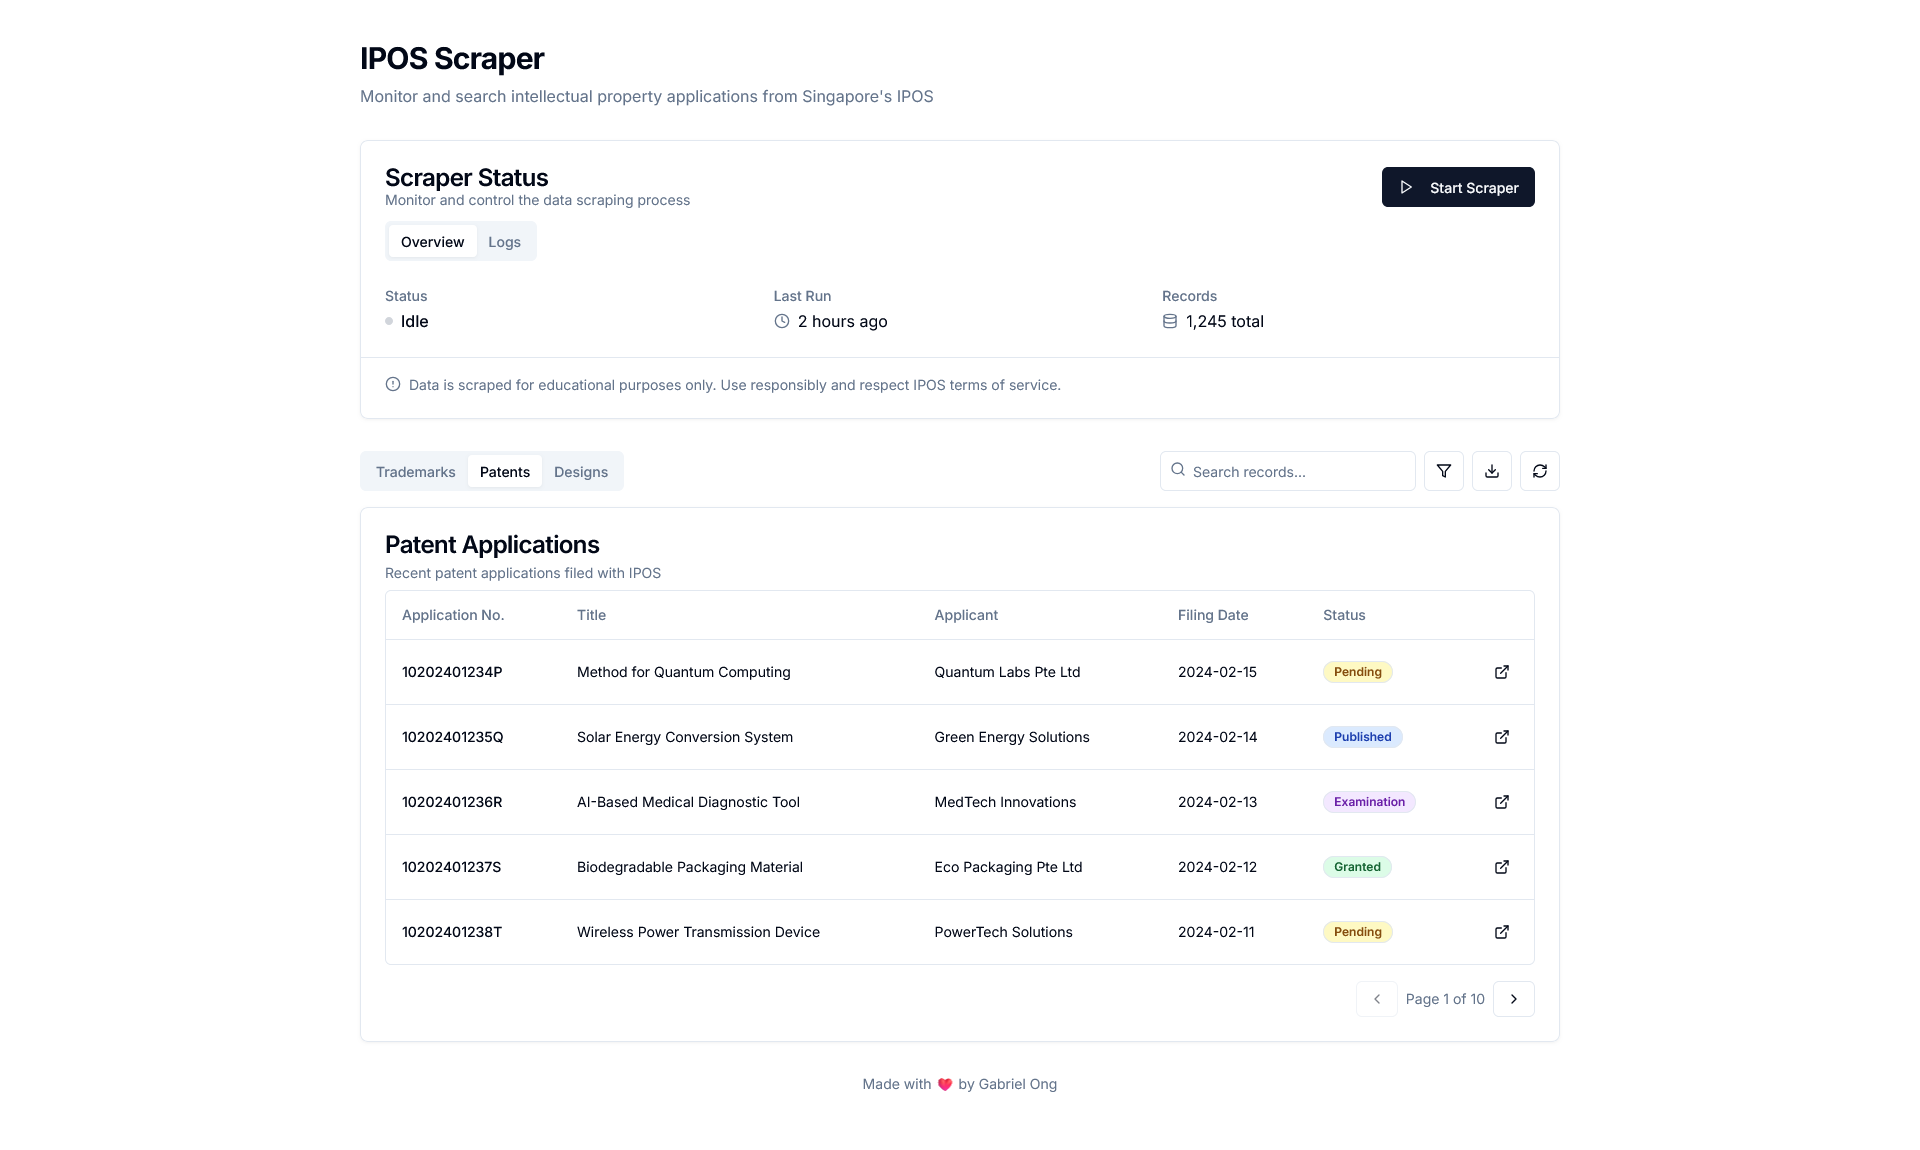 IPOS Scraper
Monitor and search intellectual property applications from Singapore's IPOS
Scraper Status
Monitor and control the data scraping process
Start Scraper
Overview Logs
Status Last Run Records
Idle 2 hours ago 1,245 total
Data is scraped for educational purposes only. Use responsibly and respect IPOS terms of service.
Trademarks Patents Designs Search records...
Patent Applications
Recent patent applications filed with IPOS
Application No. Title Applicant Filing Date Status
10202401234P Method for Quantum Computing Quantum Labs Pte Ltd 2024-02-15 Pending
10202401235Q Solar Energy Conversion System Green Energy Solutions 2024-02-14 Published
10202401236R AI-Based Medical Diagnostic Tool MedTech Innovations 2024-02-13 Examination
10202401237S Biodegradable Packaging Material Eco Packaging Pte Ltd 2024-02-12 Granted
10202401238T Wireless Power Transmission Device PowerTech Solutions 2024-02-11 Pending
Page 1 of 10
Made with ❤️ by Gabriel Ong